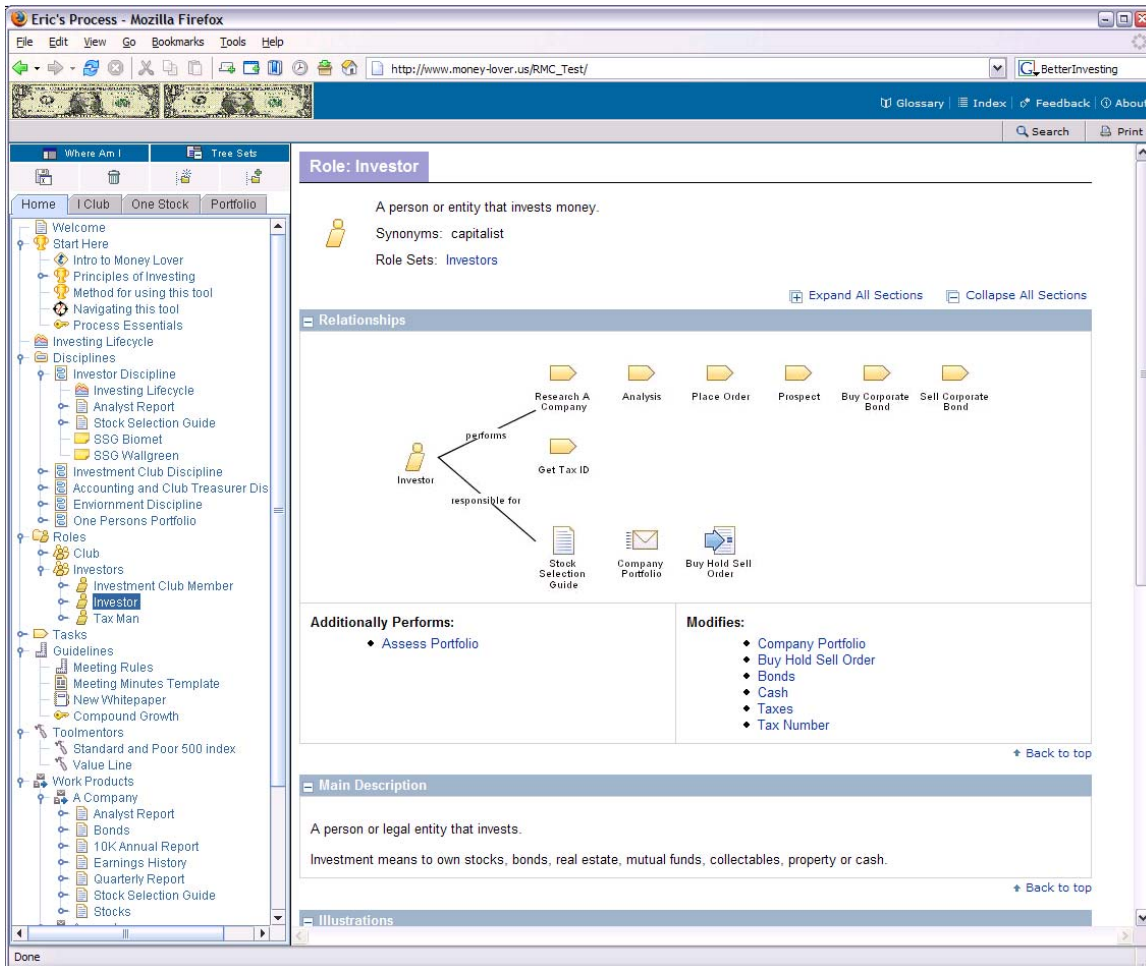 Eric's Process - Mozilla Firefox
File Edit View Go Bookmarks Tools Help
http://www.money-lover.us/RMC_Test/
G BetterInvesting
Glossary | Index | Feedback | About
Search Print
Where Am I Tree Sets
Home I Club One Stock Portfolio
Welcome
Start Here
Intro to Money Lover
Principles of Investing
Method for using this tool
Navigating this tool
Process Essentials
Investing Lifecycle
Disciplines
Investor Discipline
Investing Lifecycle
Analyst Report
Stock Selection Guide
SSG Biomet
SSG Wallgreen
Investment Club Discipline
Accounting and Club Treasurer Dis
Enviornment Discipline
One Persons Portfolio
Roles
Club
Investors
Investment Club Member
Investor
Tax Man
Tasks
Guidelines
Meeting Rules
Meeting Minutes Template
New Whitepaper
Compound Growth
Toolmentors
Standard and Poor 500 index
Value Line
Work Products
A Company
Analyst Report
Bonds
10K Annual Report
Earnings History
Quarterly Report
Stock Selection Guide
Stocks
Role: Investor
A person or entity that invests money.
Synonyms: capitalist
Role Sets: Investors
Expand All Sections Collapse All Sections
Relationships
Research A
Company
Analysis
Place Order
Prospect
Buy Corporate
Bond
Sell Corporate
Bond
performs
Get Tax ID
Investor
responsible for
Stock
Selection
Guide
Company
Portfolio
Buy Hold Sell
Order
Additionally Performs:
Assess Portfolio
Modifies:
Company Portfolio
Buy Hold Sell Order
Bonds
Cash
Taxes
Tax Number
Back to top
Main Description
A person or legal entity that invests.
Investment means to own stocks, bonds, real estate, mutual funds, collectables, property or cash.
Back to top
Illustrations
Done